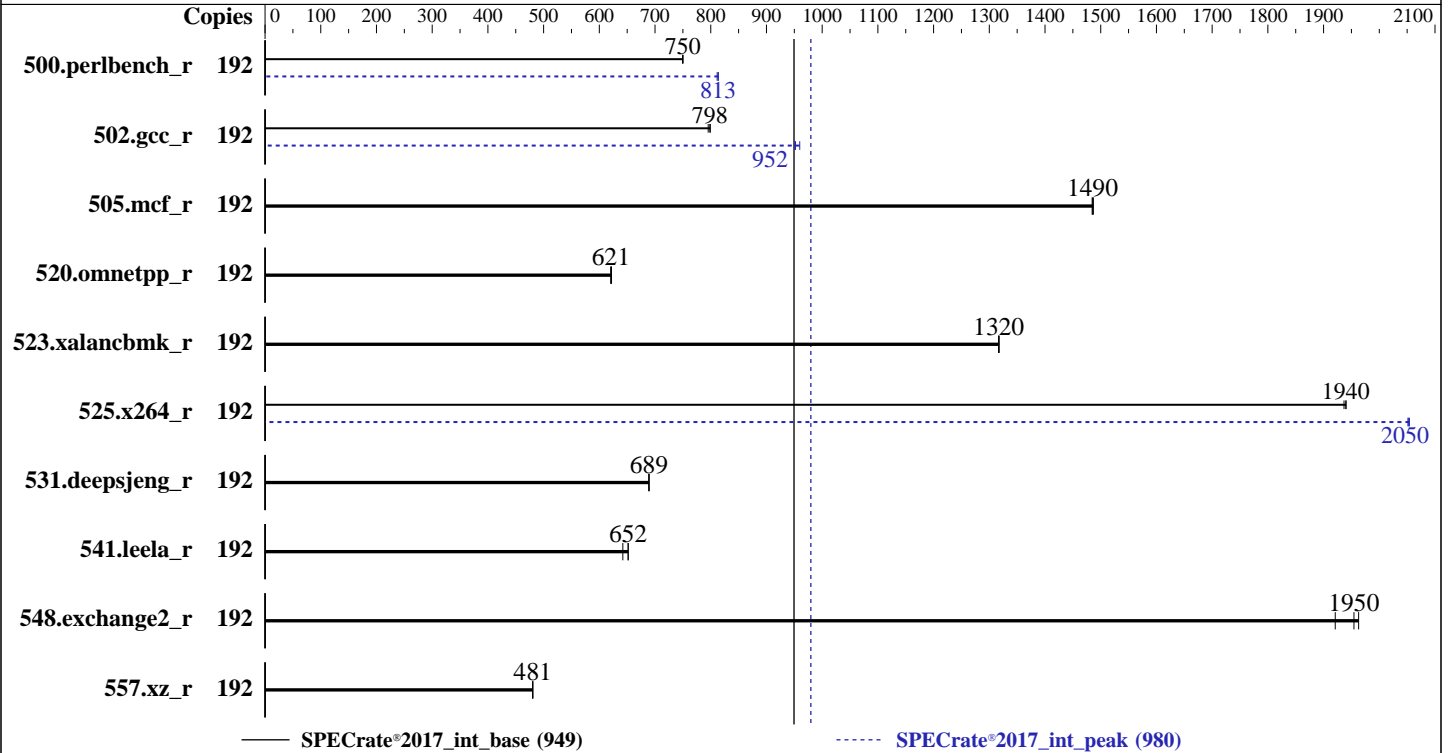 Copies 0 100 200 300 400 500 600 700 800 900 1000 1100 1200 1300 1400 1500 1600 1700 1800 1900 2100
500.perlbench_r 192 750
813
502.gcc_r 192 798
952
505.mcf_r 192 1490
520.omnetpp_r 192 621
523.xalancbmk_r 192 1320
525.x264_r 192 1940
2050
531.deepsjeng_r 192 689
541.leela_r 192 652
548.exchange2_r 192 1950
557.xz_r 192 481
SPECrate®2017_int_base (949) SPECrate®2017_int_peak (980)